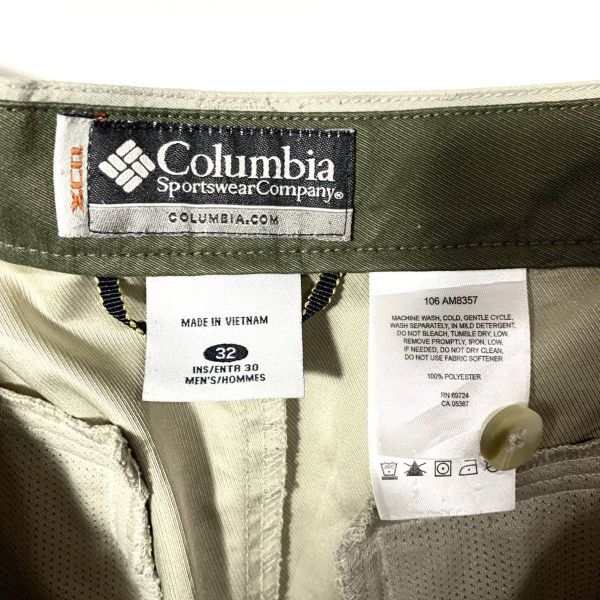 XCO
Columbia
SportswearCompany®
COLUMBIA.COM
MADE IN VIETNAM
32
INS/ENTR 30
MEN'S/HOMMES
106 AM8357
MACHINE WASH, COLD, GENTLE CYCLE,
WASH SEPARATELY, IN MILD DETERGENT.
DO NOT BLEACH, TUMBLE DRY, LOW.
REMOVE PROMPTLY, IRON, LOW,
IF NEEDED, DO NOT DRY CLEAN,
DO NOT USE FABRIC SOFTENER
100% POLYESTER
RN 69724
CA 05367